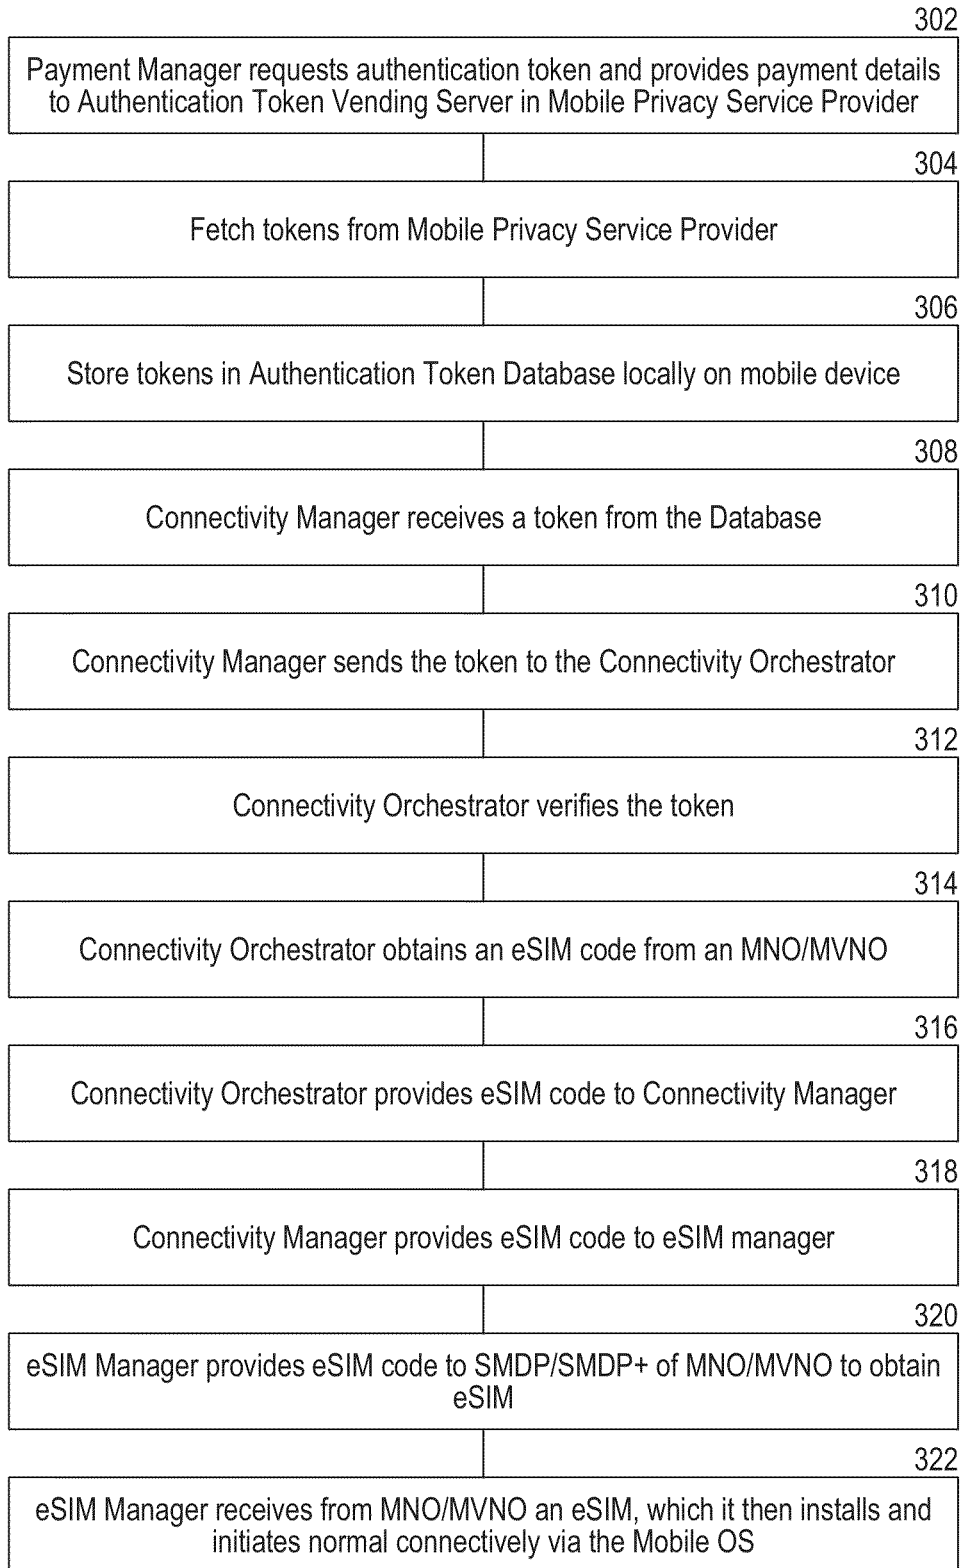 302
Payment Manager requests authentication token and provides payment details
to Authentication Token Vending Server in Mobile Privacy Service Provider
304
Fetch tokens from Mobile Privacy Service Provider
306
Store tokens in Authentication Token Database locally on mobile device
308
Connectivity Manager receives a token from the Database
310
Connectivity Manager sends the token to the Connectivity Orchestrator
312
Connectivity Orchestrator verifies the token
314
Connectivity Orchestrator obtains an eSIM code from an MNO/MVNO
316
Connectivity Orchestrator provides eSIM code to Connectivity Manager
318
Connectivity Manager provides eSIM code to eSIM manager
320
eSIM Manager provides eSIM code to SMDP/SMDP+ of MNO/MVNO to obtain
eSIM
322
eSIM Manager receives from MNO/MVNO an eSIM, which it then installs and
initiates normal connectively via the Mobile OS